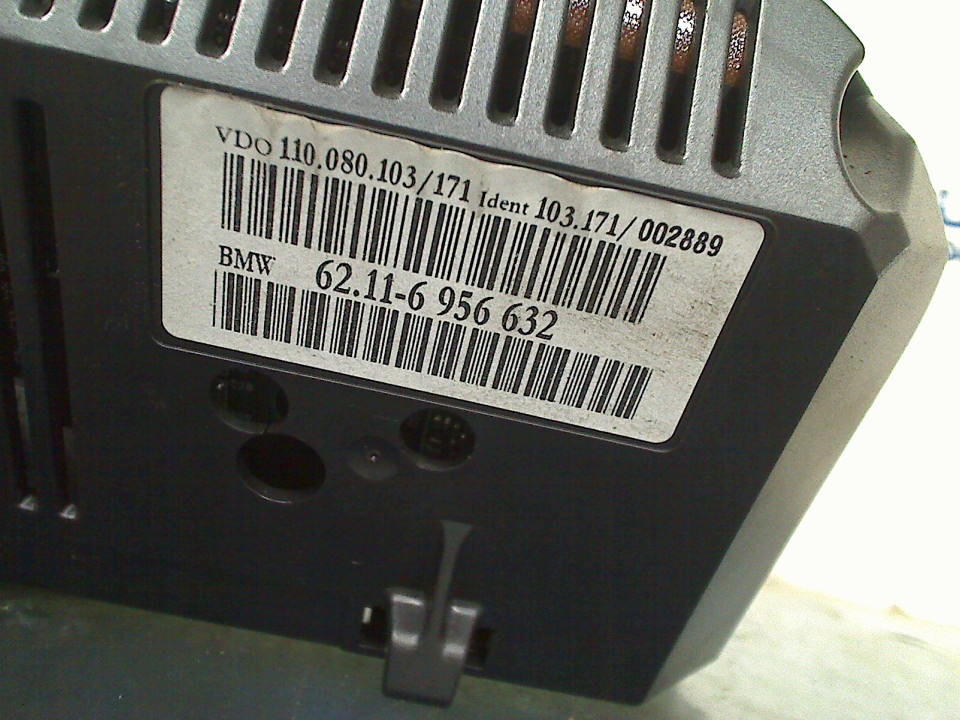 VDO 110.080.103/171 Ident 103.171/002889
BMW 62.11-6 956 632